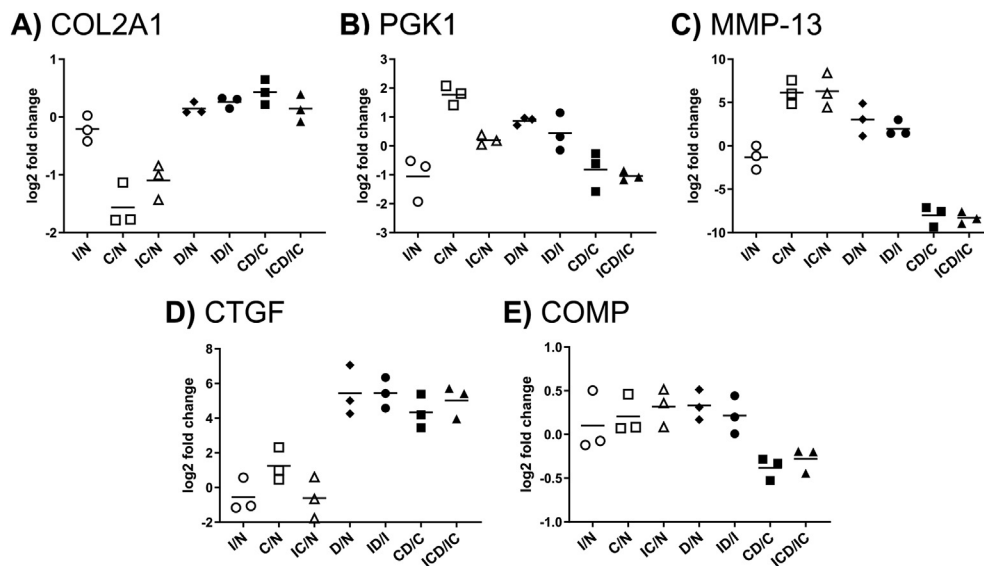 A) COL2A1
log2 fold change
1
0
-1
-2
I/N
C/N
IC/N
D/N
ID/I
CD/C
ICD/IC
B) PGK1
log2 fold change
3
2
1
0
-1
-2
-3
I/N
C/N
IC/N
D/N
ID/I
CD/C
ICD/IC
C) MMP-13
log2 fold change
10
5
0
-5
-10
I/N
C/N
IC/N
D/N
ID/I
CD/C
ICD/IC
D) CTGF
log2 fold change
8
6
4
2
0
-2
I/N
C/N
IC/N
D/N
ID/I
CD/C
ICD/IC
E) COMP
log2 fold change
1.0
0.5
0.0
-0.5
-1.0
I/N
C/N
IC/N
D/N
ID/I
CD/C
ICD/IC